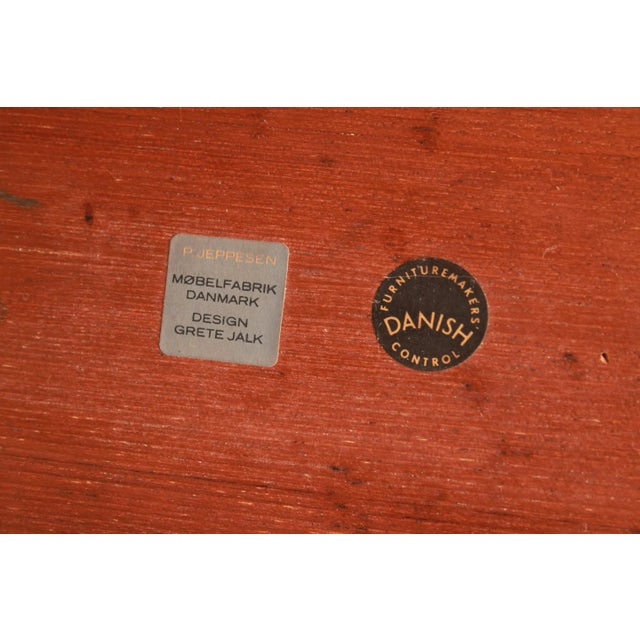 P. JEPPESEN
MØBELFABRIK
DANMARK
DESIGN
GRETE JALK
FURNITUREMAKERS'
DANISH
CONTROL